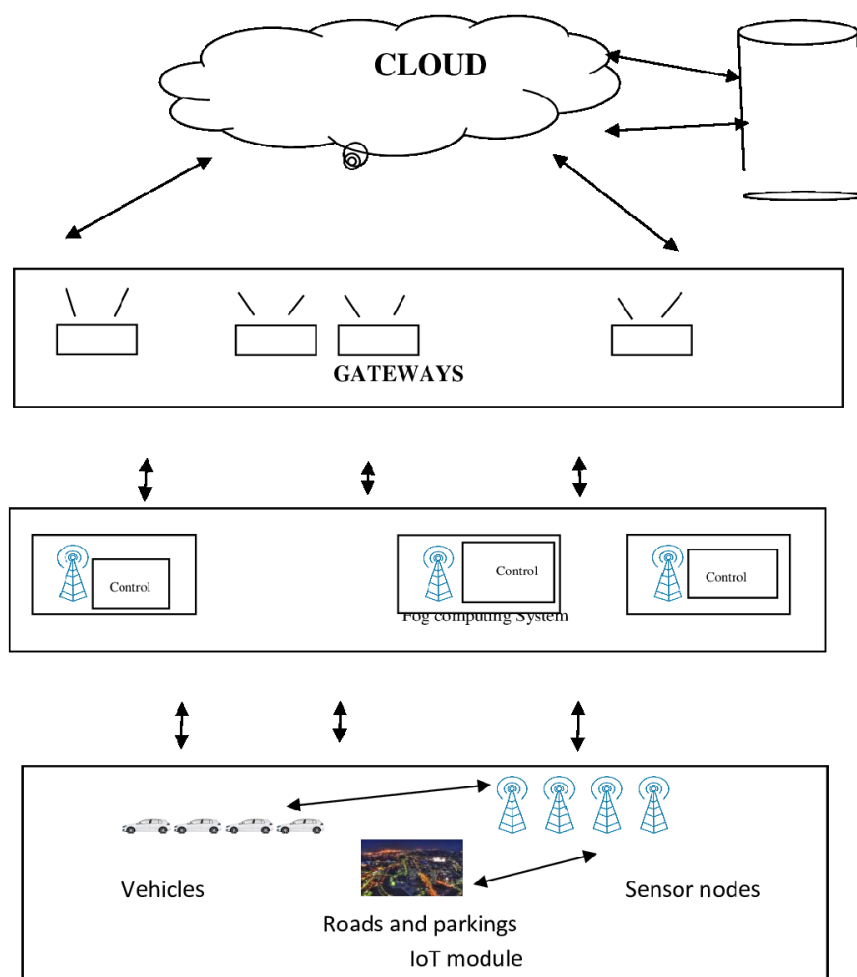 CLOUD
GATEWAYS
Control
Control
Control
Fog computing System
Vehicles
Sensor nodes
Roads and parkings
IoT module